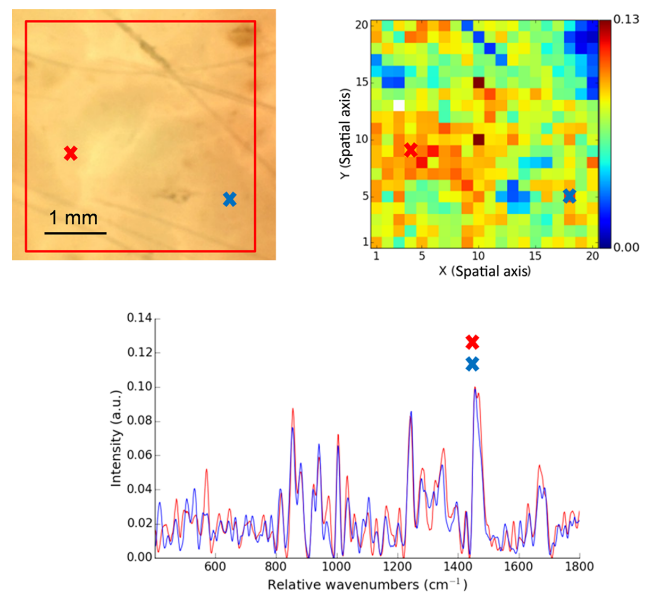 1 mm
20
15
10
5
1
Y (Spatial axis)
1 5 10 15 20
X (Spatial axis)
0.13
0.00
0.14
0.12
0.10
0.08
0.06
0.04
0.02
0.00
Intensity (a.u.)
600 800 1000 1200 1400 1600 1800
Relative wavenumbers (cm⁻¹)